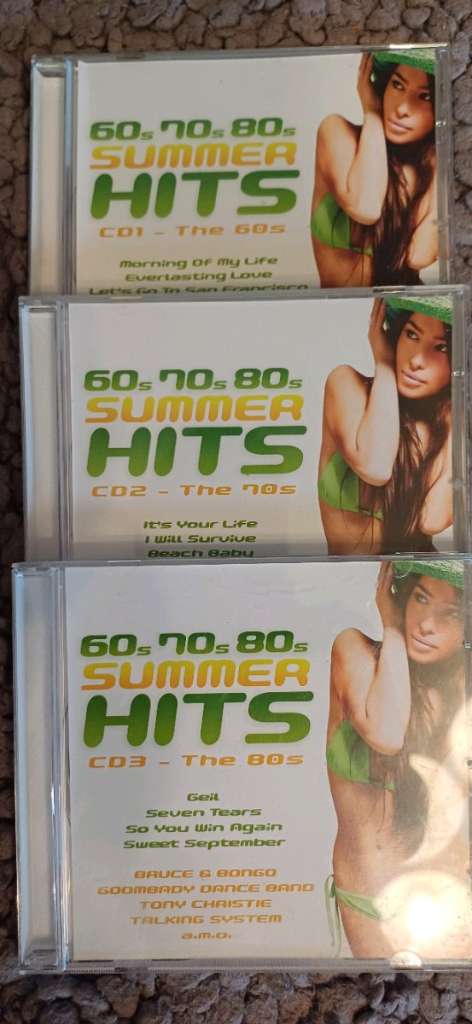 60s 70s 80s
SUMMER
HITS
CD1 - The 60s
Morning Of My Life
Everlasting Love
Let's Go To San Francisco
60s 70s 80s
SUMMER
HITS
CD2 - The 70s
It's Your Life
I Will Survive
Beach Baby
60s 70s 80s
SUMMER
HITS
CD3 - The 80s
Geil
Seven Tears
So You Win Again
Sweet September
BRUCE & BONGO
GOOMBADY DANCE BAND
TONY CHRISTIE
TALKING SYSTEM
a.m.o.